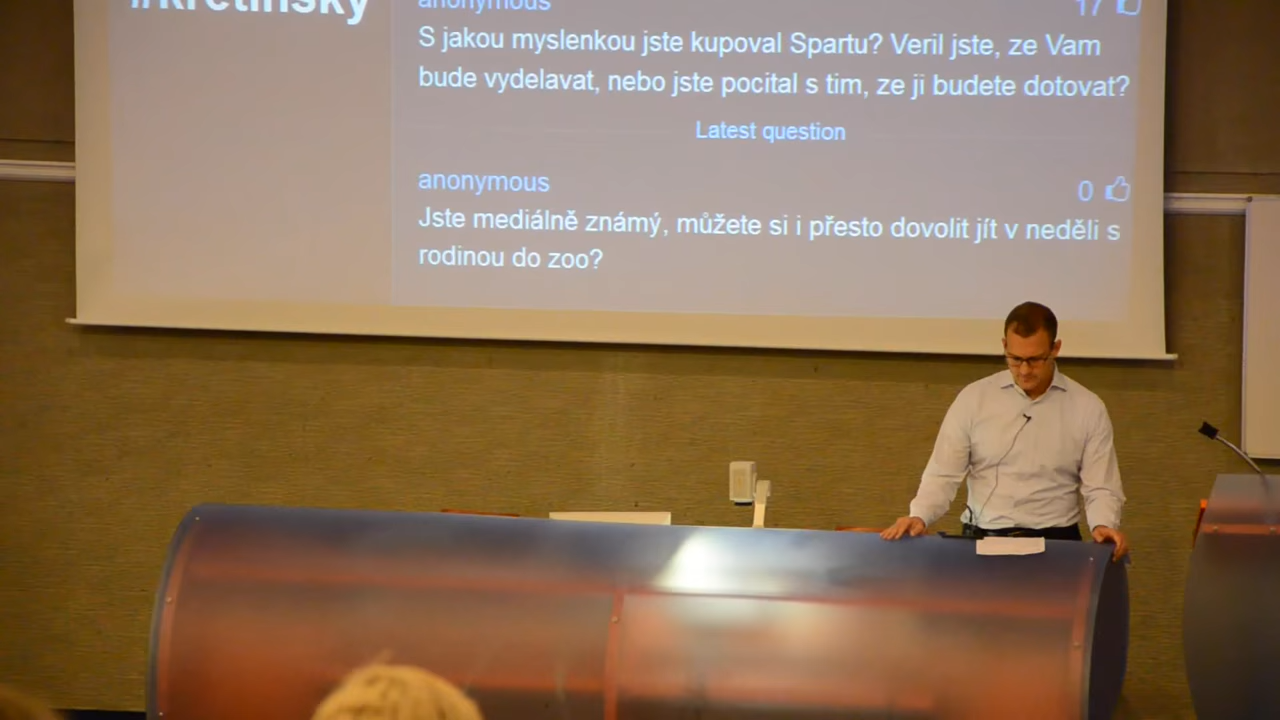 #kretinsky
anonymous
17
S jakou myslenkou jste kupoval Spartu? Veril jste, ze Vam
bude vydelavat, nebo jste pocital s tim, ze ji budete dotovat?
Latest question
anonymous
0
Jste mediálně známý, můžete si i přesto dovolit jít v neděli s
rodinou do zoo?